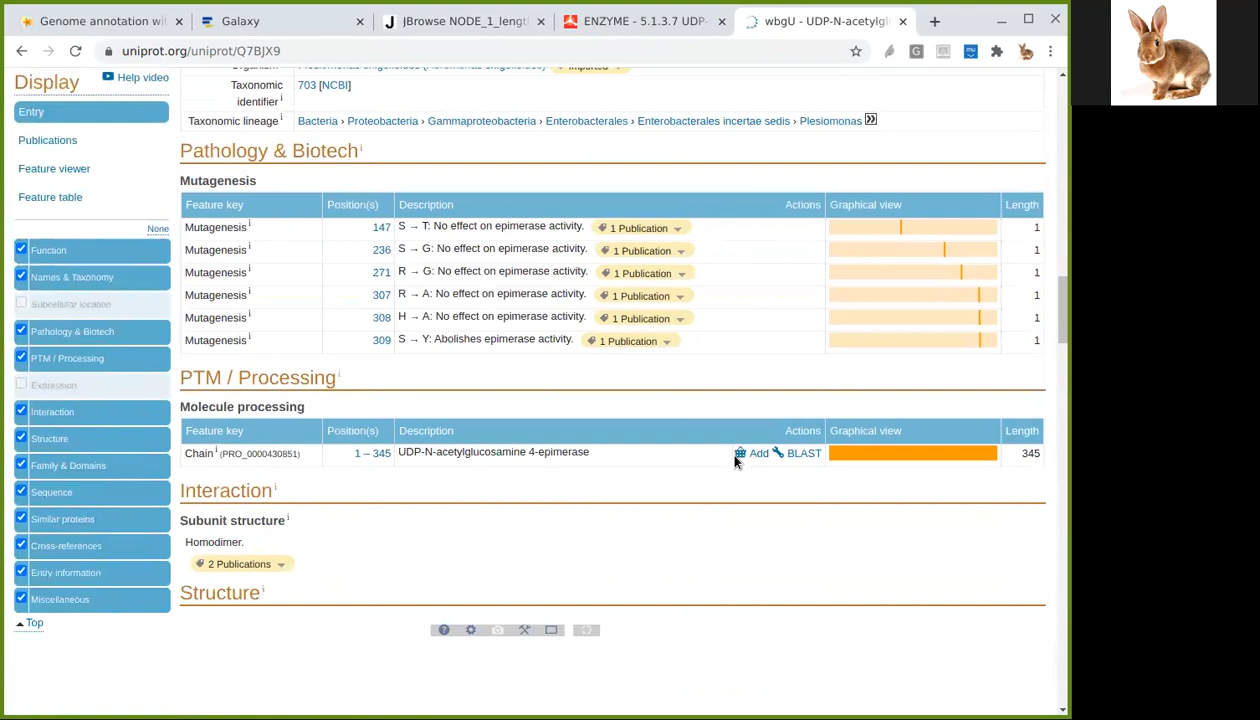 Genome annotation wit
Galaxy
JBrowse NODE_1_lengt
ENZYME - 5.1.3.7 UDP-
wbgU - UDP-N-acetylgl
uniprot.org/uniprot/Q7BJX9
Display
Help video
Entry
Publications
Feature viewer
Feature table
None
Function
Names & Taxonomy
Subcellular location
Pathology & Biotech
PTM / Processing
Expression
Interaction
Structure
Family & Domains
Sequence
Similar proteins
Cross-references
Entry information
Miscellaneous
Top
Taxonomic identifier i 703 [NCBI]
Taxonomic lineage i Bacteria › Proteobacteria › Gammaproteobacteria › Enterobacterales › Enterobacterales incertae sedis › Plesiomonas
Pathology & Biotech i
Mutagenesis
Feature key Position(s) Description Actions Graphical view Length
Mutagenesis i 147 S → T: No effect on epimerase activity. 1 Publication 1
Mutagenesis i 236 S → G: No effect on epimerase activity. 1 Publication 1
Mutagenesis i 271 R → G: No effect on epimerase activity. 1 Publication 1
Mutagenesis i 307 R → A: No effect on epimerase activity. 1 Publication 1
Mutagenesis i 308 H → A: No effect on epimerase activity. 1 Publication 1
Mutagenesis i 309 S → Y: Abolishes epimerase activity. 1 Publication 1
PTM / Processing i
Molecule processing
Feature key Position(s) Description Actions Graphical view Length
Chain i (PRO_0000430851) 1 – 345 UDP-N-acetylglucosamine 4-epimerase Add BLAST 345
Interaction i
Subunit structure i
Homodimer.
2 Publications
Structure i